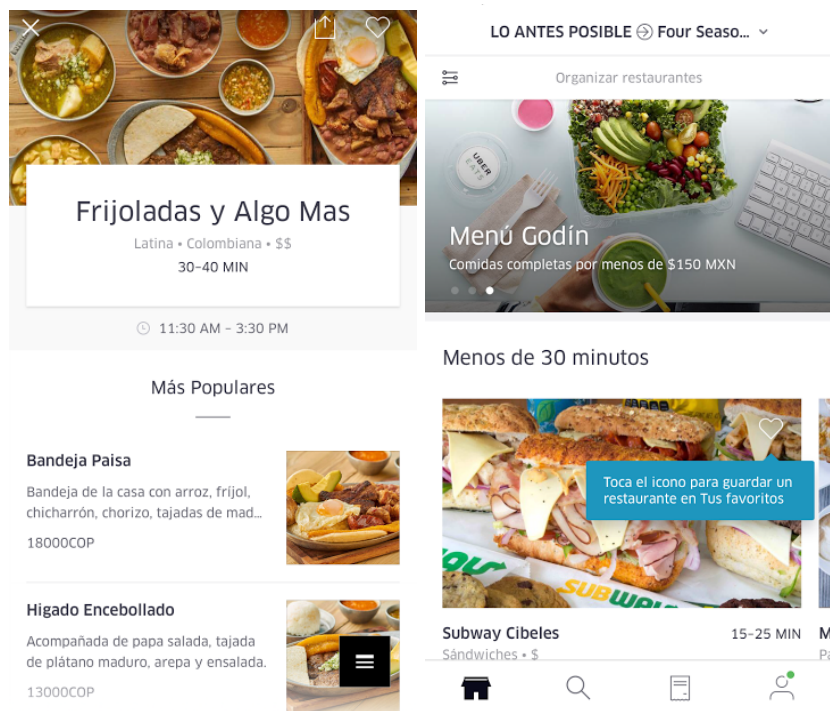 Frijoladas y Algo Mas
Latina • Colombiana • $$
30-40 MIN
11:30 AM - 3:30 PM
Más Populares
Bandeja Paisa
Bandeja de la casa con arroz, fríjol,
chicharrón, chorizo, tajadas de mad...
18000COP
Higado Encebollado
Acompañada de papa salada, tajada
de plátano maduro, arepa y ensalada.
13000COP
LO ANTES POSIBLE Four Seaso...
Organizar restaurantes
UBER
EATS
Menú Godín
Comidas completas por menos de $150 MXN
Menos de 30 minutos
Toca el icono para guardar un
restaurante en Tus favoritos
SUBWAY
Subway Cibeles
15-25 MIN
Sándwiches • $
M
Pa